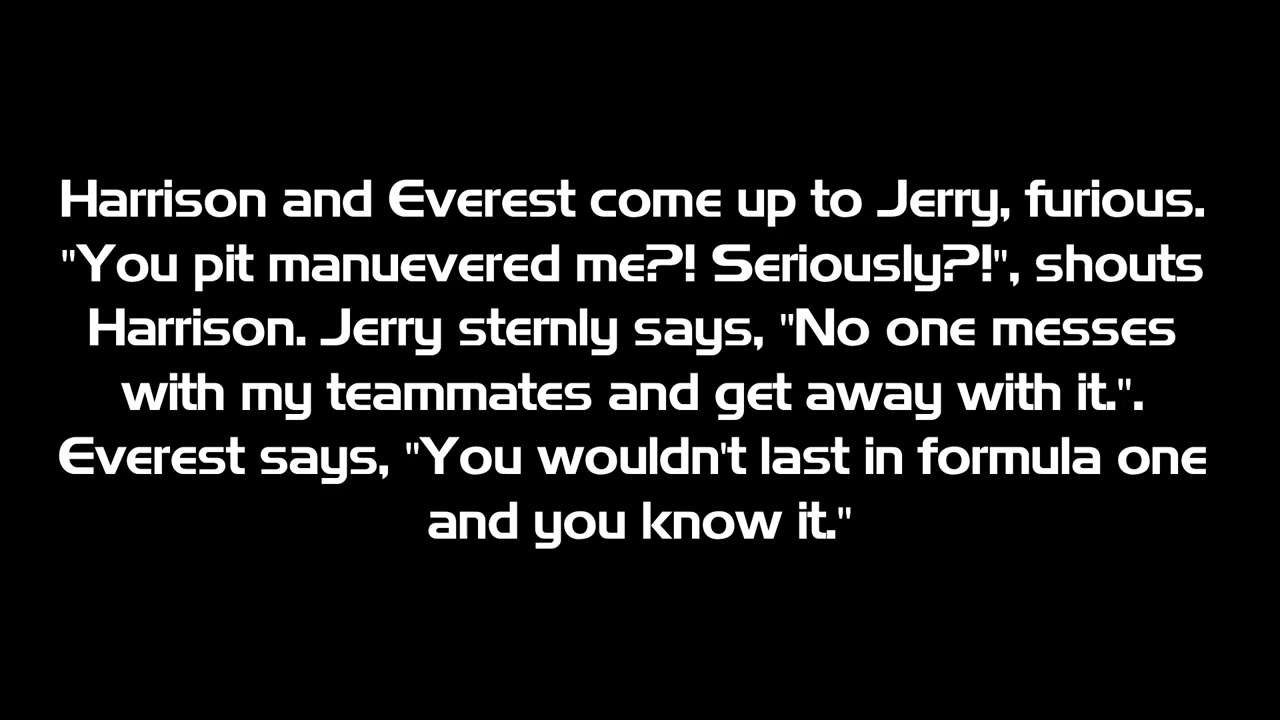 Harrison and Everest come up to Jerry, furious.
"You pit manuevered me?! Seriously?!", shouts
Harrison. Jerry sternly says, "No one messes
with my teammates and get away with it.".
Everest says, "You wouldn't last in formula one
and you know it."